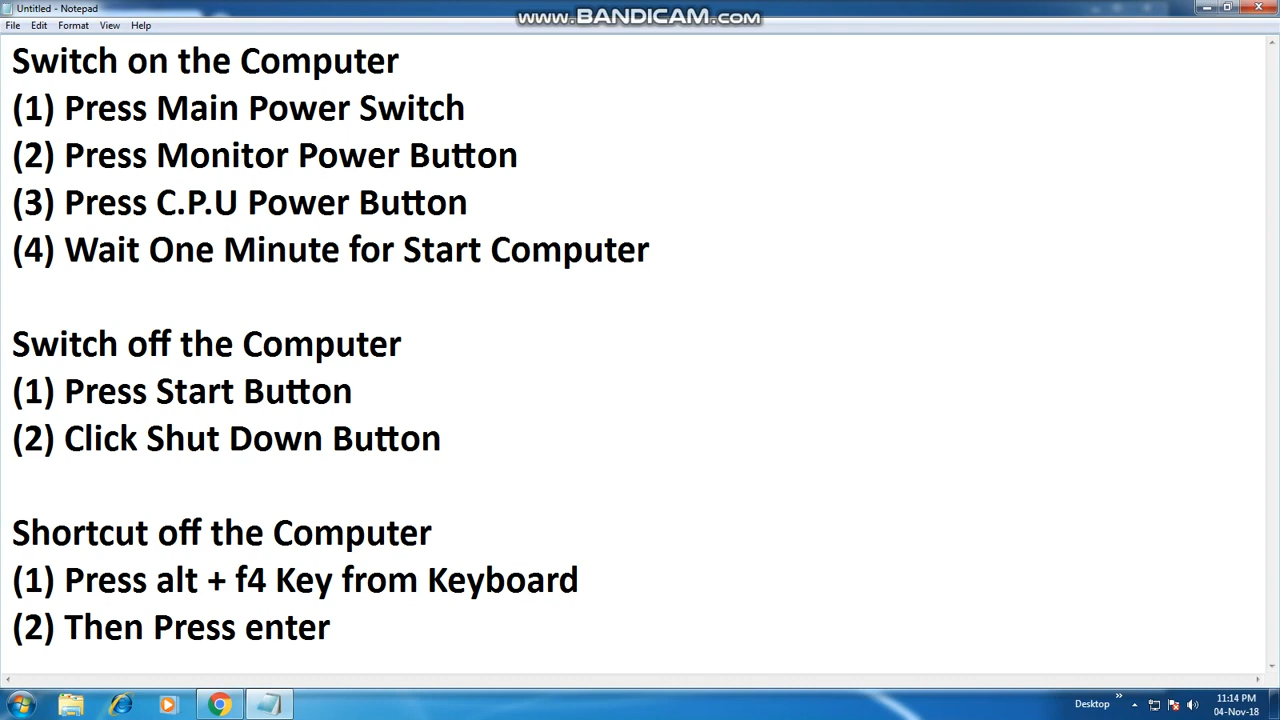 Untitled - Notepad
www.BANDICAM.com
File Edit Format View Help
Switch on the Computer
(1) Press Main Power Switch
(2) Press Monitor Power Button
(3) Press C.P.U Power Button
(4) Wait One Minute for Start Computer
Switch off the Computer
(1) Press Start Button
(2) Click Shut Down Button
Shortcut off the Computer
(1) Press alt + f4 Key from Keyboard
(2) Then Press enter
Desktop
11:14 PM
04-Nov-18